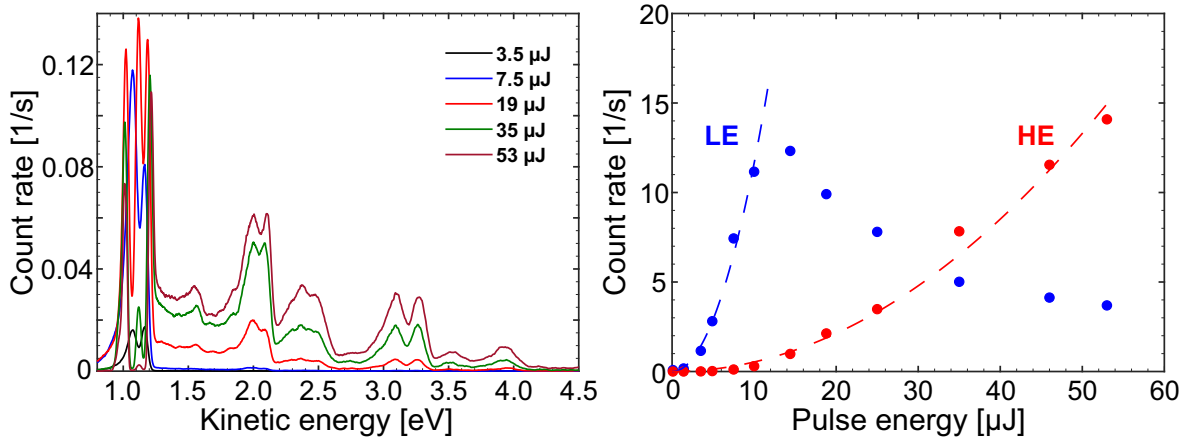 Count rate [1/s]
0.12
0.08
0.04
0
1.0
1.5
2.0
2.5
3.0
3.5
4.0
4.5
Kinetic energy [eV]
3.5 µJ
7.5 µJ
19 µJ
35 µJ
53 µJ
Count rate [1/s]
20
15
10
5
0
0
10
20
30
40
50
60
Pulse energy [µJ]
LE
HE